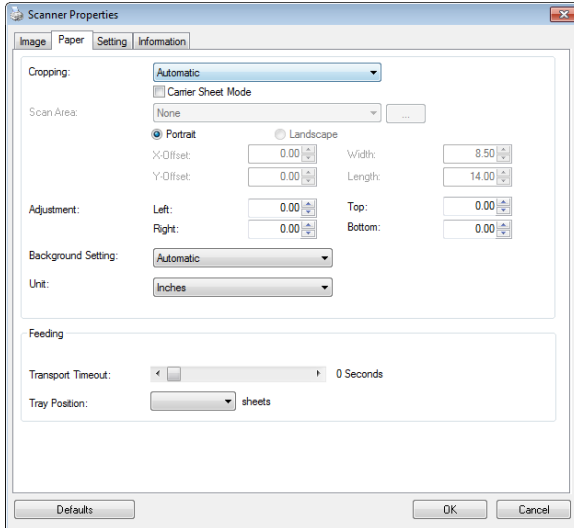 Scanner Properties
Image Paper Setting Information
Cropping: Automatic
Carrier Sheet Mode
Scan Area: None ...
Portrait Landscape
X-Offset: 0.00 Width: 8.50
Y-Offset: 0.00 Length: 14.00
Adjustment: Left: 0.00 Top: 0.00
Right: 0.00 Bottom: 0.00
Background Setting: Automatic
Unit: Inches
Feeding
Transport Timeout: 0 Seconds
Tray Position: sheets
Defaults OK Cancel